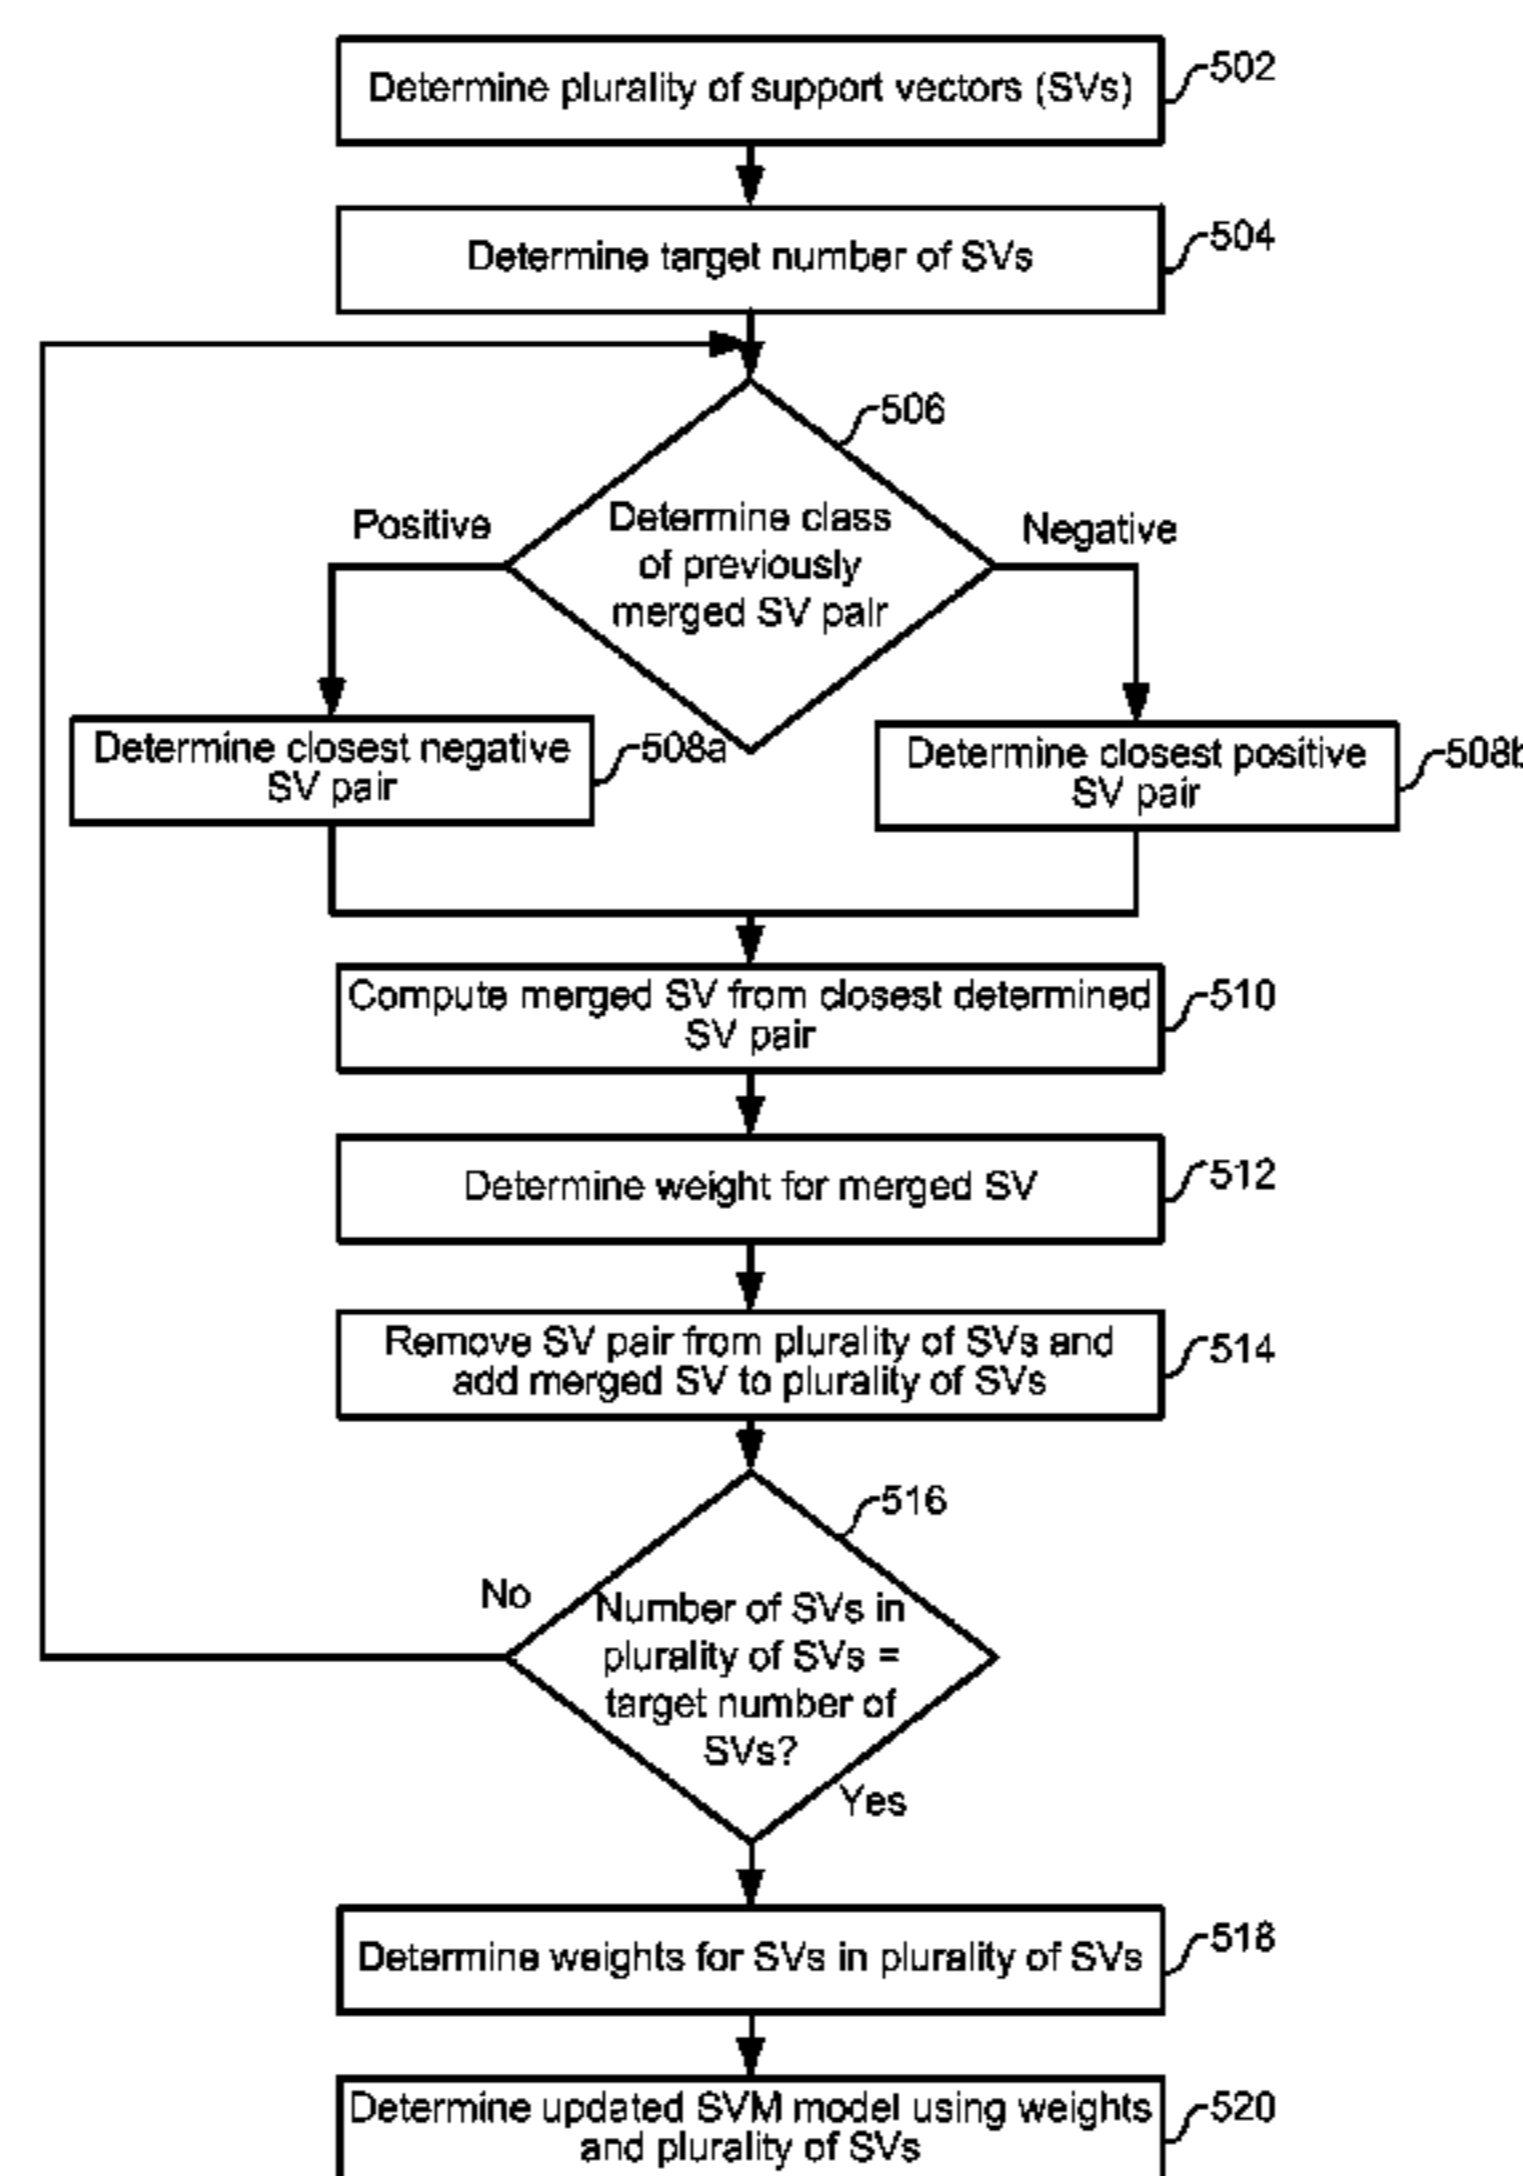 Determine plurality of support vectors (SVs)
502
Determine target number of SVs
504
506
Determine class
of previously
merged SV pair
Positive
Negative
Determine closest negative
SV pair
508a
Determine closest positive
SV pair
508b
Compute merged SV from closest determined
SV pair
510
Determine weight for merged SV
512
Remove SV pair from plurality of SVs and
add merged SV to plurality of SVs
514
516
No
Number of SVs in
plurality of SVs =
target number of
SVs?
Yes
Determine weights for SVs in plurality of SVs
518
Determine updated SVM model using weights
and plurality of SVs
520